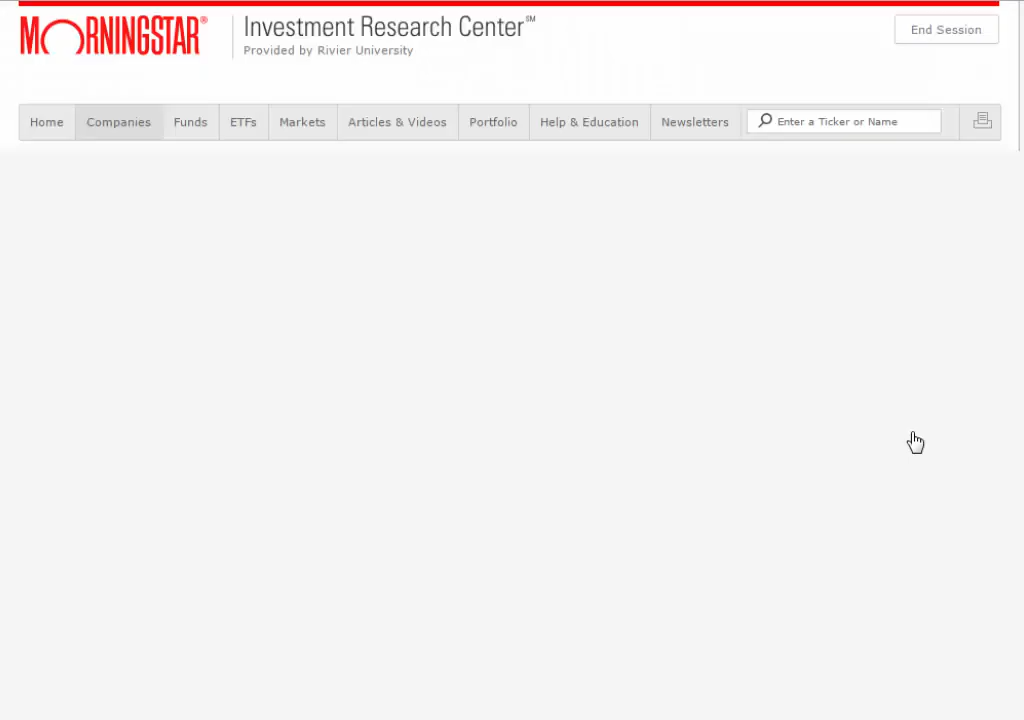 MORNINGSTAR®
Investment Research Center℠
Provided by Rivier University
End Session
Home Companies Funds ETFs Markets Articles & Videos Portfolio Help & Education Newsletters Enter a Ticker or Name